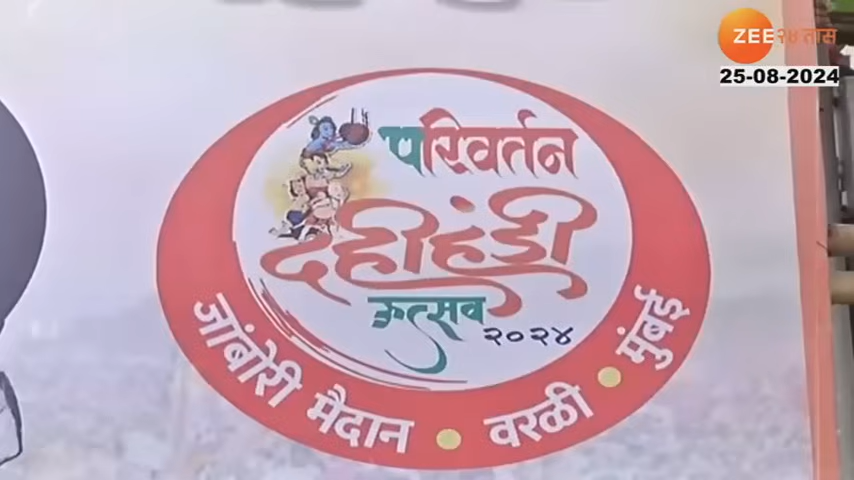 ZEE २४ तास
25-08-2024
परिवर्तन
दहीहंडी
उत्सव
२०२४
जांबोरी मैदान • वरळी • मुंबई